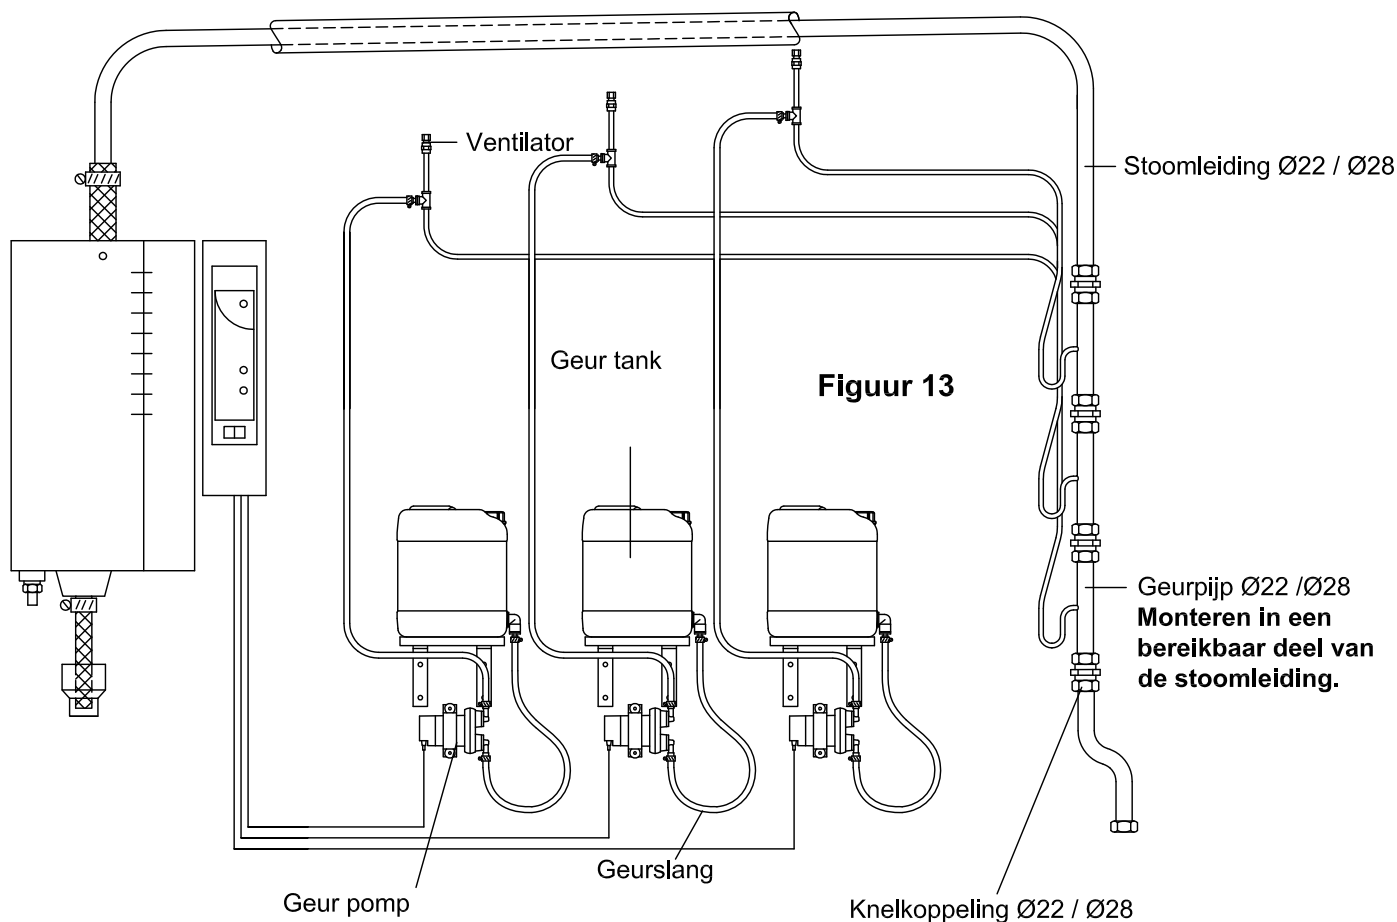 Ventilator
Stoomleiding Ø22 / Ø28
Geur tank
Figuur 13
Geurpijp Ø22 /Ø28
Monteren in een
bereikbaar deel van
de stoomleiding.
Geurslang
Geur pomp
Knelkoppeling Ø22 / Ø28